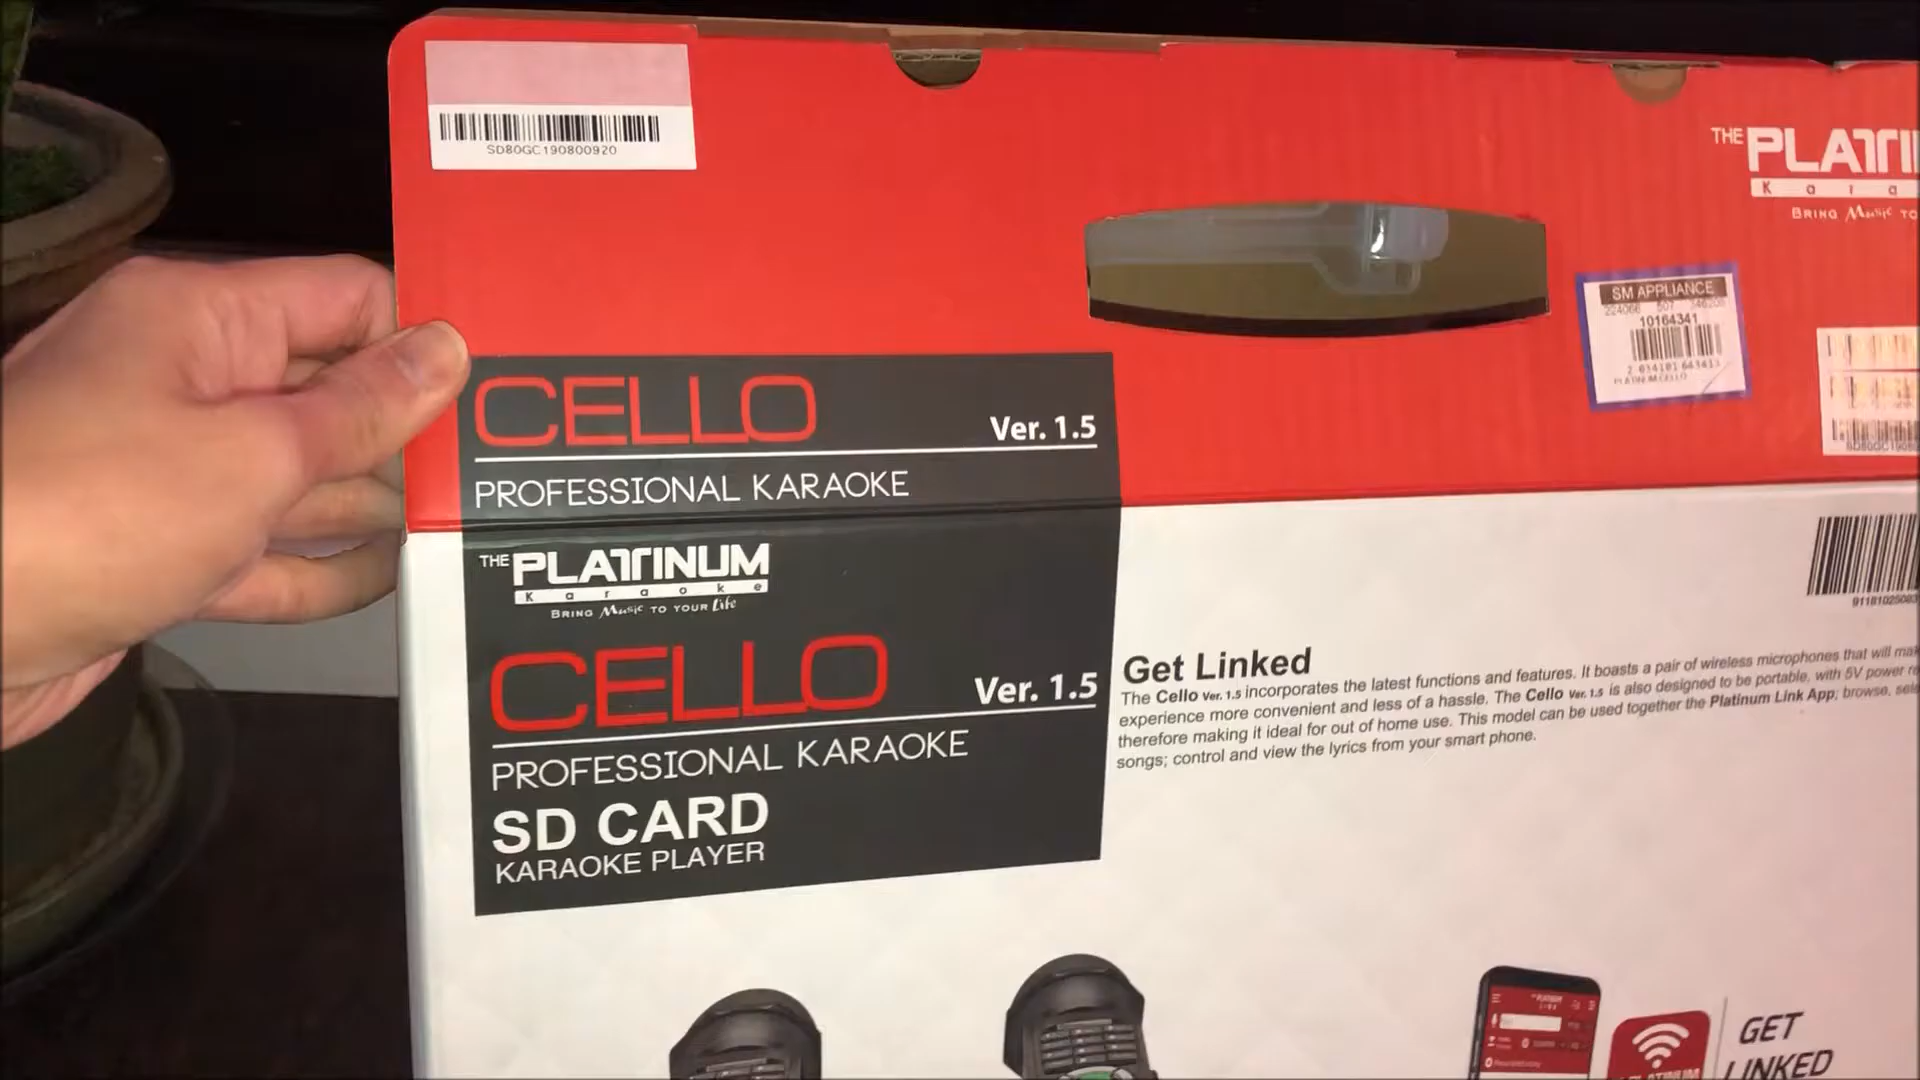 SD80GC190800920
THE PLATI
K a r a
BRING Music TO
SM APPLIANCE
10164341
PLATINUM CELLO
CELLO
Ver. 1.5
PROFESSIONAL KARAOKE
THE PLATINUM
K a r a o k e
BRING Music TO YOUR Life
CELLO
Ver. 1.5
PROFESSIONAL KARAOKE
SD CARD
KARAOKE PLAYER
Get Linked
The Cello Ver. 1.5 incorporates the latest functions and features. It boasts a pair of wireless microphones that will mak
experience more convenient and less of a hassle. The Cello Ver. 1.5 is also designed to be portable, with 5V power re
therefore making it ideal for out of home use. This model can be used together the Platinum Link App; browse, sele
songs; control and view the lyrics from your smart phone.
GET
LINKED